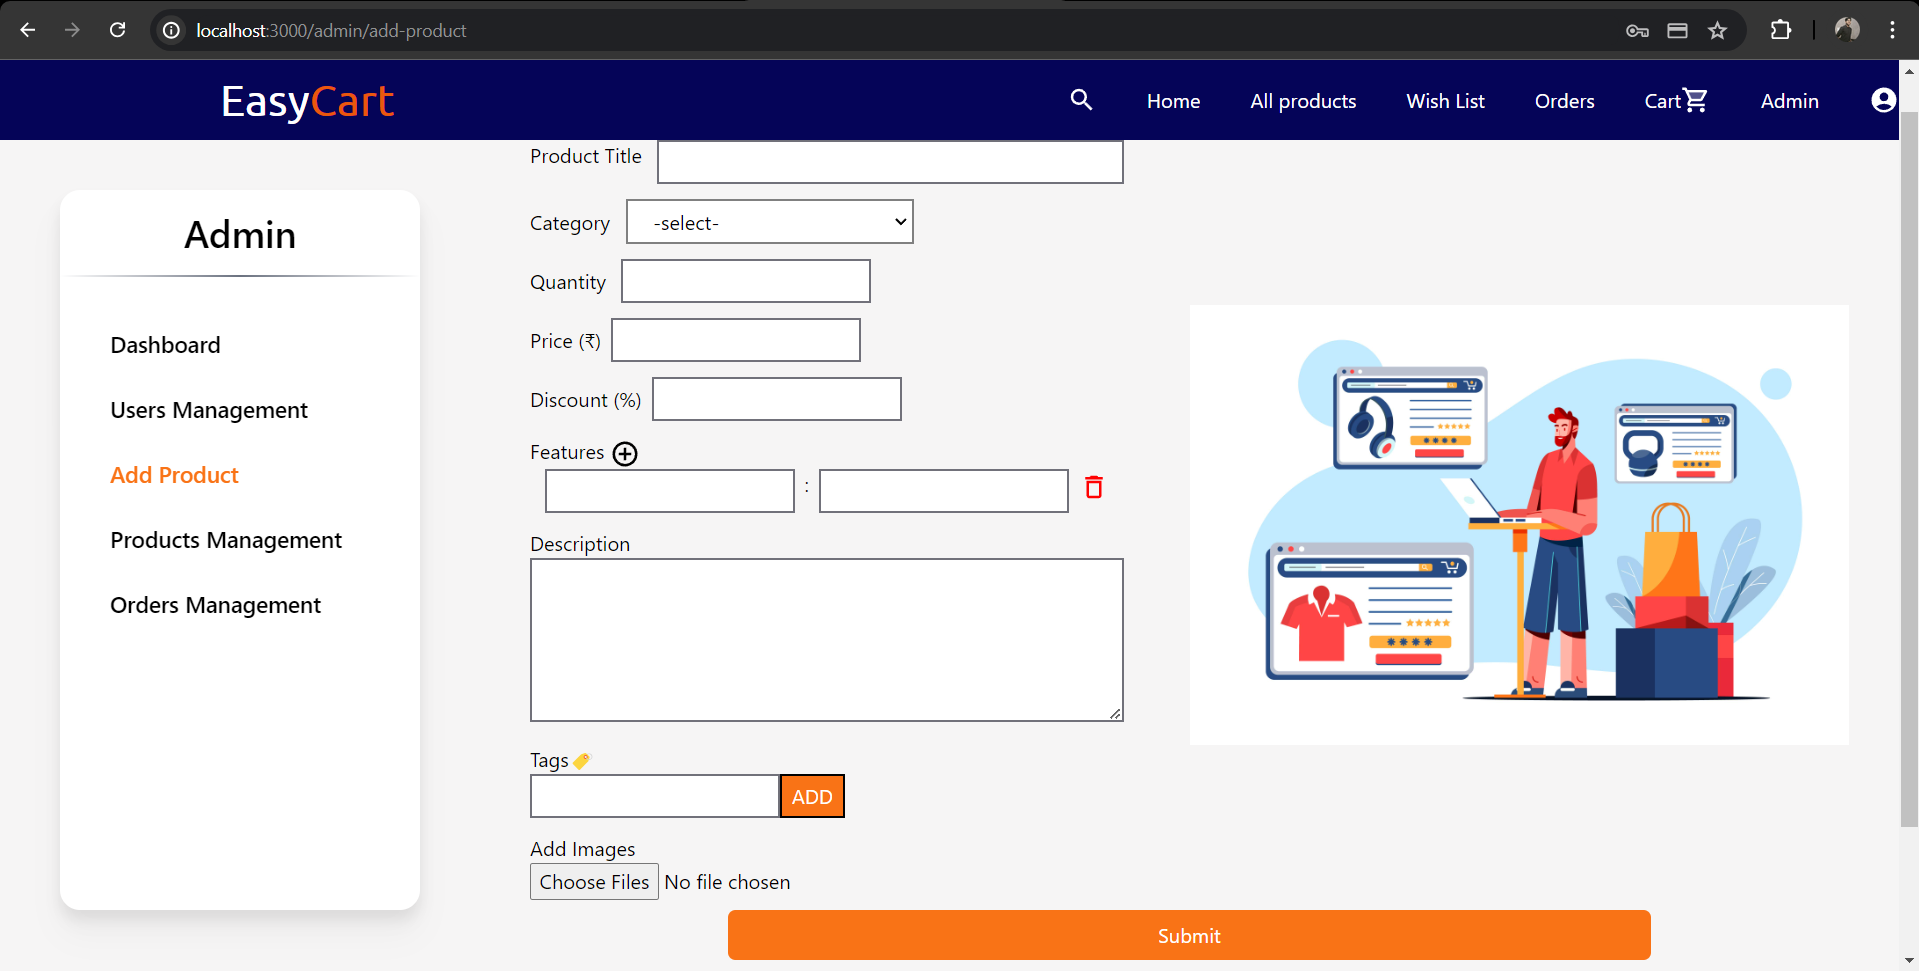 localhost:3000/admin/add-product
EasyCart
Home
All products
Wish List
Orders
Cart
Admin
Admin
Dashboard
Users Management
Add Product
Products Management
Orders Management
Product Title
Category
-select-
Quantity
Price (₹)
Discount (%)
Features
:
Description
Tags
ADD
Add Images
Choose Files No file chosen
Submit